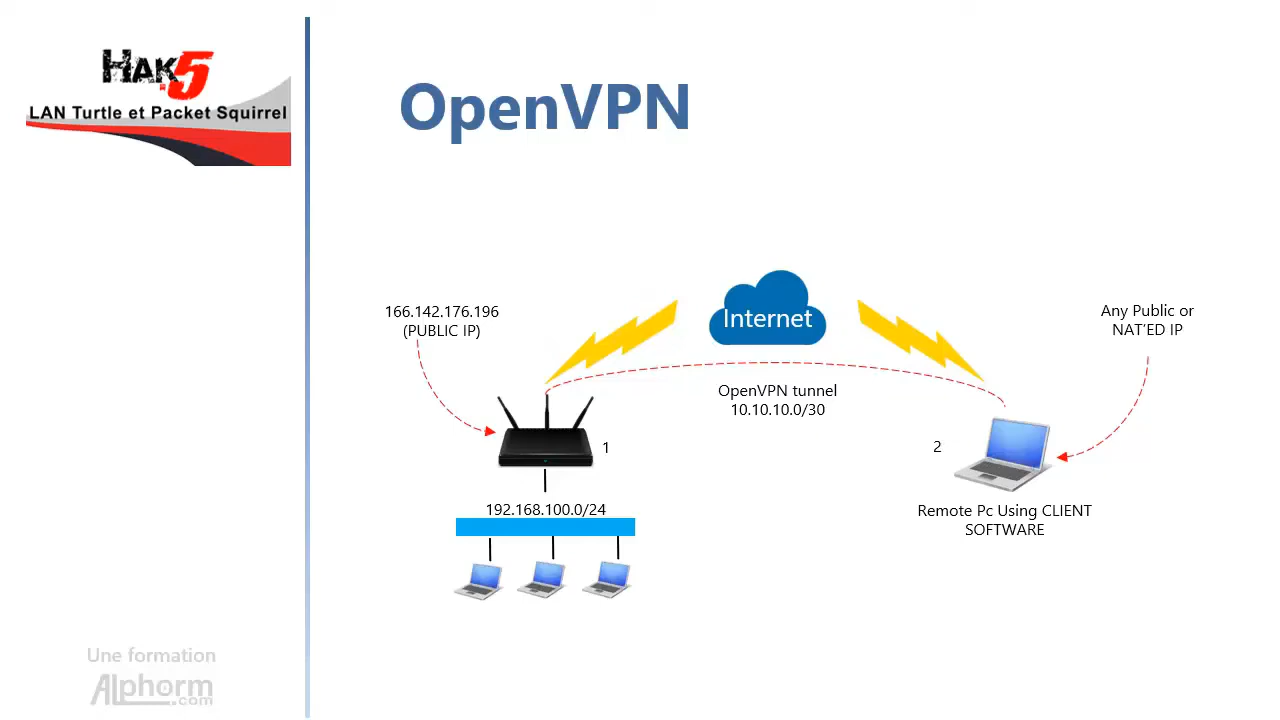 HAK5
LAN Turtle et Packet Squirrel
OpenVPN
166.142.176.196
(PUBLIC IP)
Internet
Any Public or
NAT'ED IP
OpenVPN tunnel
10.10.10.0/30
1
2
192.168.100.0/24
Remote Pc Using CLIENT
SOFTWARE
Une formation
Alphorm
.com